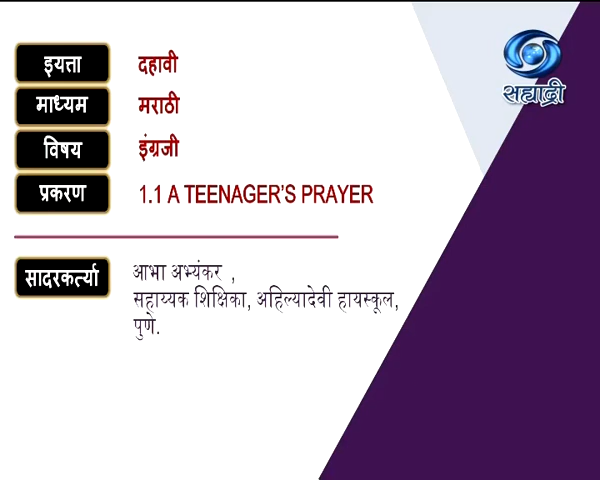 इयत्ता दहावी
माध्यम मराठी
विषय इंग्रजी
प्रकरण 1.1 A TEENAGER'S PRAYER
सादरकर्त्या आभा अभ्यंकर ,
सहाय्यक शिक्षिका, अहिल्यादेवी हायस्कूल,
पुणे.
सह्याद्री